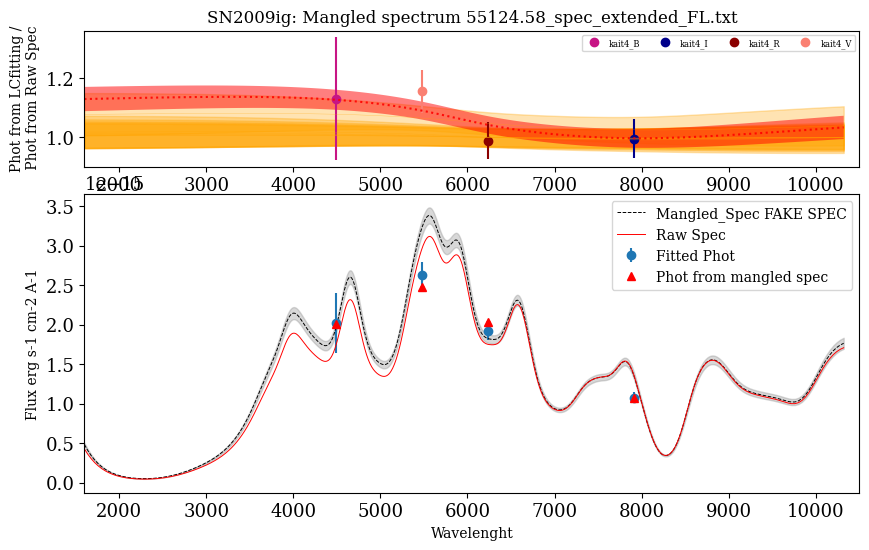 SN2009ig: Mangled spectrum 55124.58_spec_extended_FL.txt
Phot from LCfitting /
Phot from Raw Spec
1.2
1.0
kait4_B
kait4_I
kait4_R
kait4_V
2000 3000 4000 5000 6000 7000 8000 9000 10000
1e−15
Flux erg s-1 cm-2 A-1
3.5
3.0
2.5
2.0
1.5
1.0
0.5
0.0
Mangled_Spec FAKE SPEC
Raw Spec
Fitted Phot
Phot from mangled spec
2000 3000 4000 5000 6000 7000 8000 9000 10000
Wavelenght